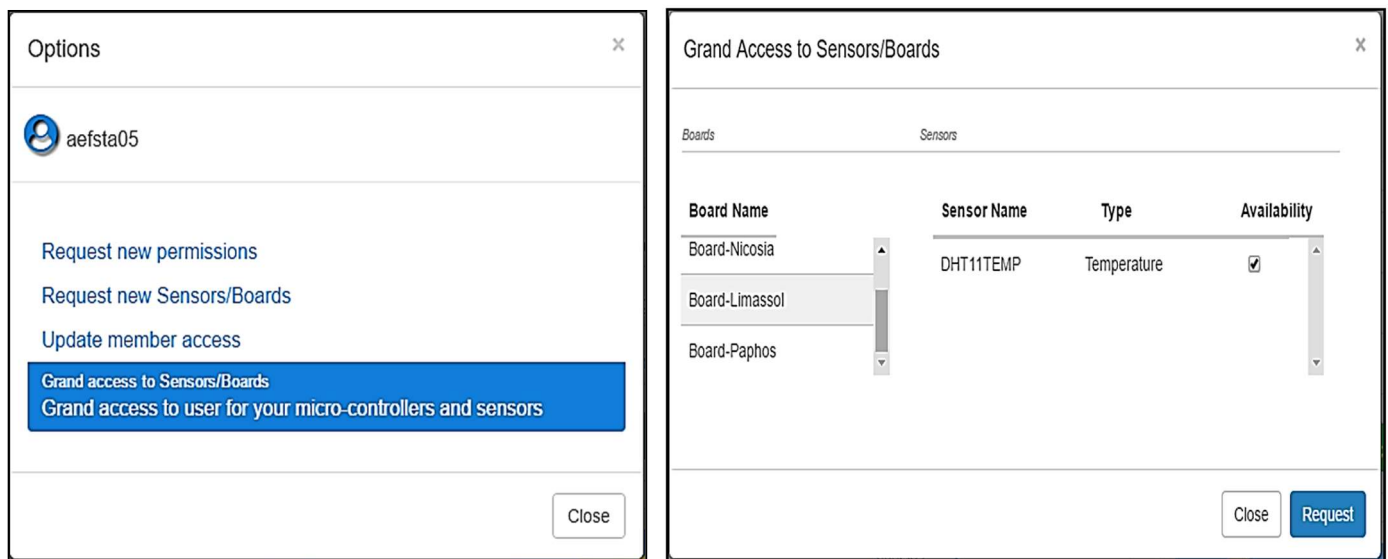 Options
×
aefsta05
Request new permissions
Request new Sensors/Boards
Update member access
Grand access to Sensors/Boards
Grand access to user for your micro-controllers and sensors
Close
Grand Access to Sensors/Boards
×
Boards Sensors
Board Name
Board-Nicosia
Board-Limassol
Board-Paphos
Sensor Name Type Availability
DHT11TEMP Temperature
Close Request